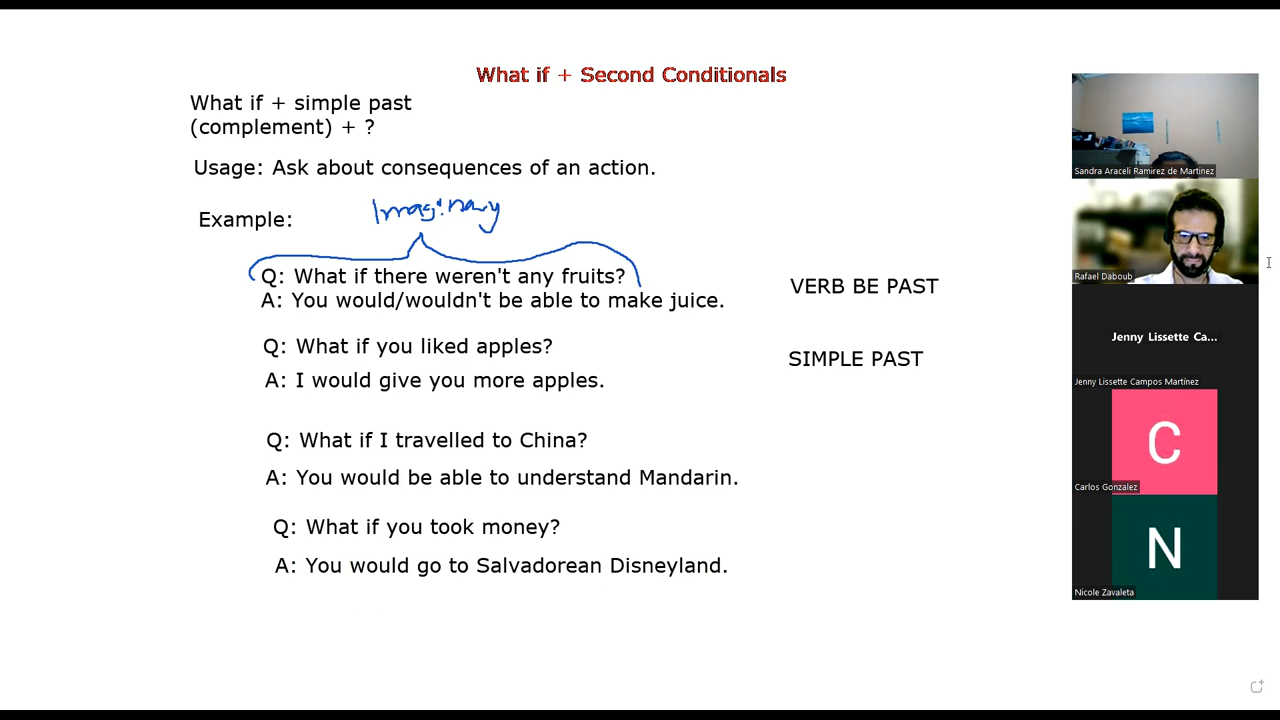 What if + Second Conditionals
What if + simple past
(complement) + ?
Usage: Ask about consequences of an action.
Example:
Imaginary
Q: What if there weren't any fruits?
A: You would/wouldn't be able to make juice.
VERB BE PAST
Q: What if you liked apples?
SIMPLE PAST
A: I would give you more apples.
Q: What if I travelled to China?
A: You would be able to understand Mandarin.
Q: What if you took money?
A: You would go to Salvadorean Disneyland.
Sandra Araceli Ramirez de Martinez
Rafael Daboub
Jenny Lissette Ca...
Jenny Lissette Campos Martínez
C
Carlos Gonzalez
N
Nicole Zavaleta